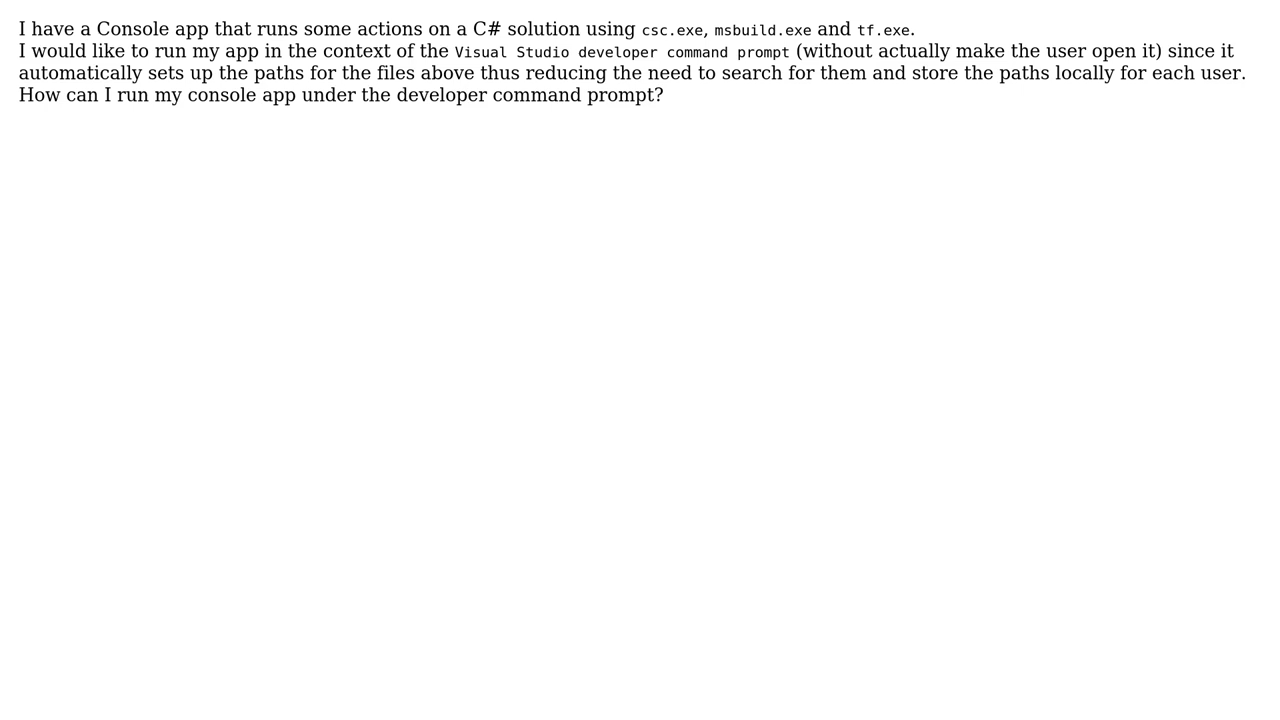 I have a Console app that runs some actions on a C# solution using csc.exe, msbuild.exe and tf.exe.
I would like to run my app in the context of the Visual Studio developer command prompt (without actually make the user open it) since it
automatically sets up the paths for the files above thus reducing the need to search for them and store the paths locally for each user.
How can I run my console app under the developer command prompt?